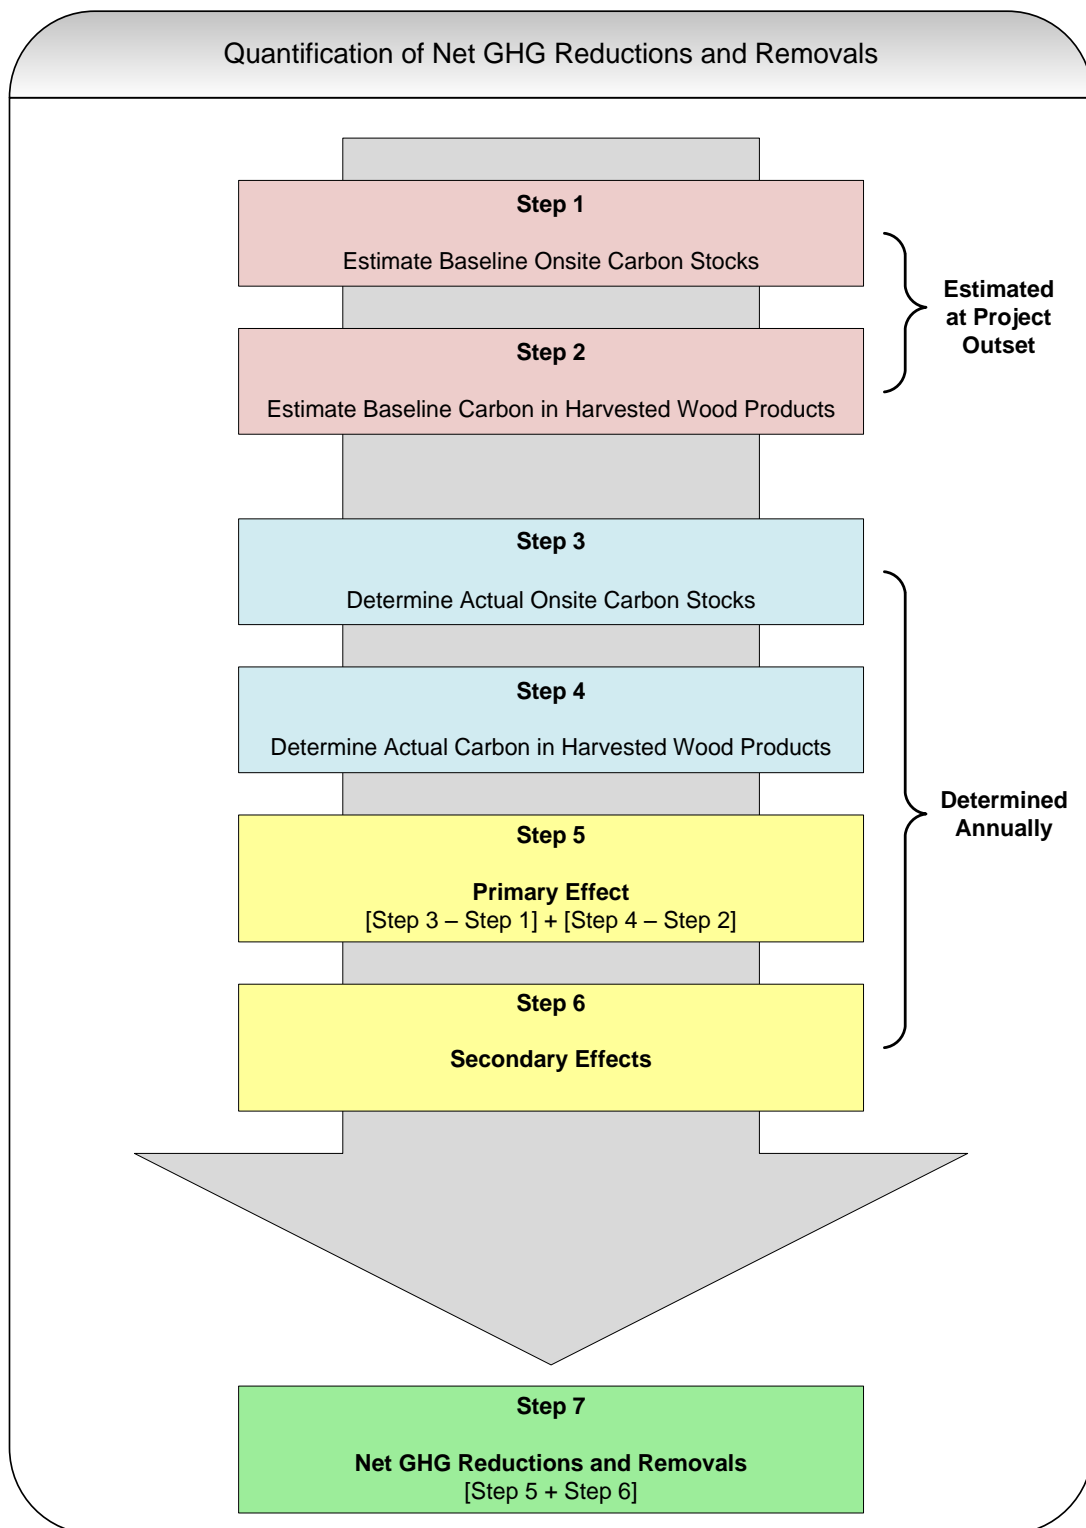 Quantification of Net GHG Reductions and Removals
Step 1
Estimate Baseline Onsite Carbon Stocks
Step 2
Estimate Baseline Carbon in Harvested Wood Products
Estimated
at Project
Outset
Step 3
Determine Actual Onsite Carbon Stocks
Step 4
Determine Actual Carbon in Harvested Wood Products
Step 5
Primary Effect
[Step 3 – Step 1] + [Step 4 – Step 2]
Step 6
Secondary Effects
Determined
Annually
Step 7
Net GHG Reductions and Removals
[Step 5 + Step 6]